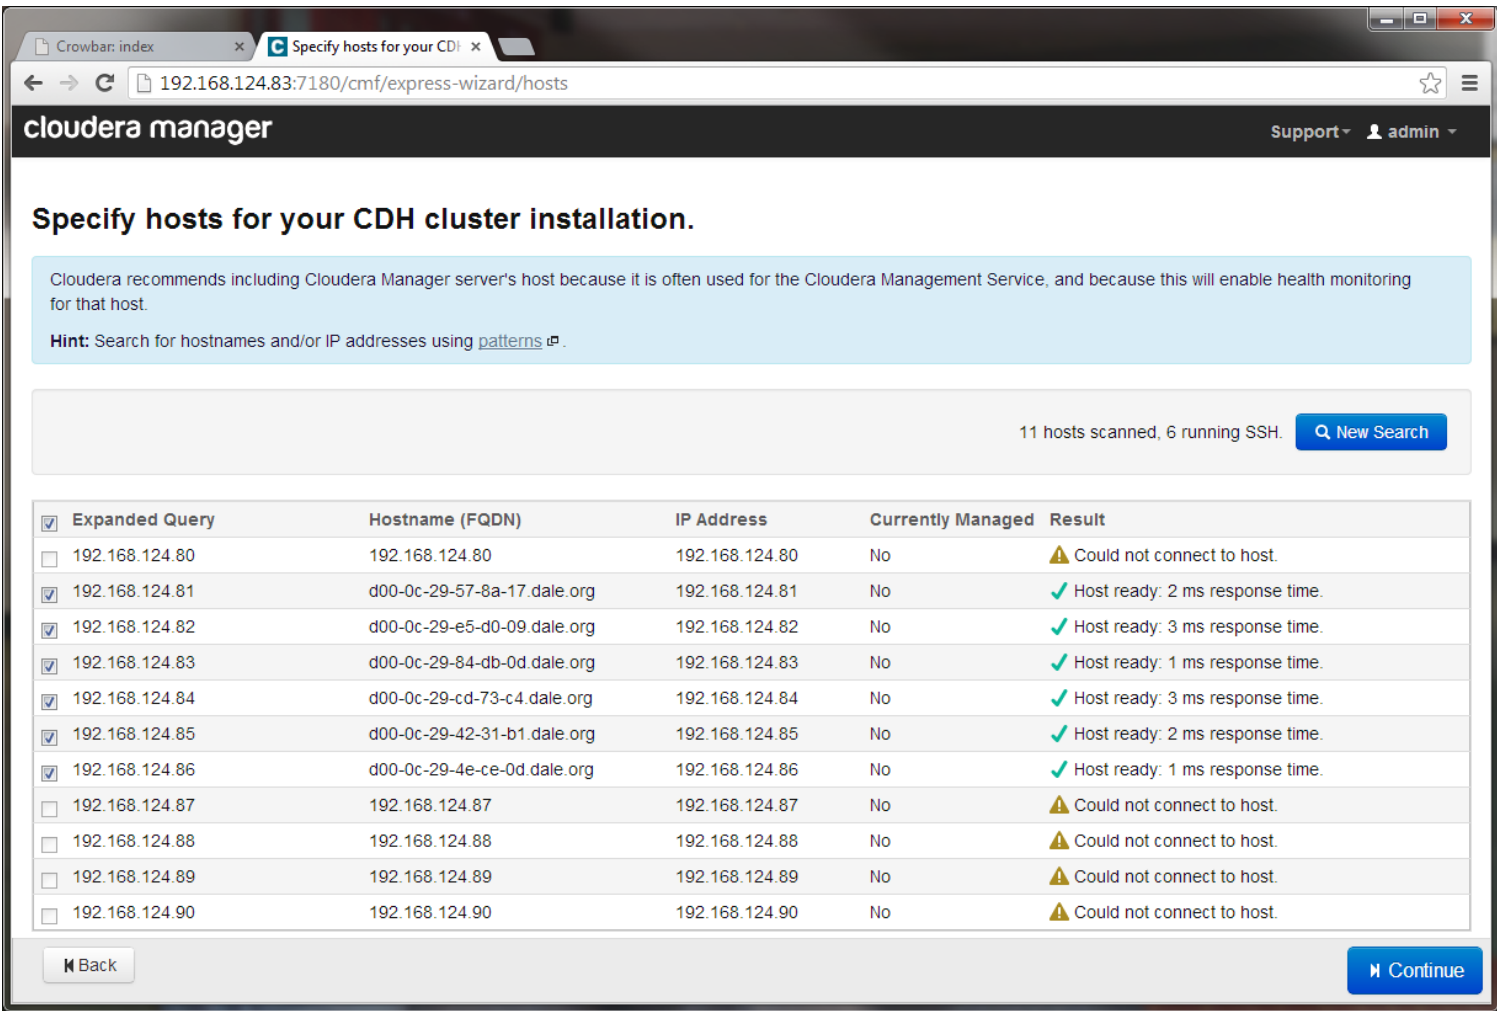 Crowbar: index
Specify hosts for your CDH
192.168.124.83:7180/cmf/express-wizard/hosts
cloudera manager
Support admin
Specify hosts for your CDH cluster installation.
Cloudera recommends including Cloudera Manager server's host because it is often used for the Cloudera Management Service, and because this will enable health monitoring
for that host.
Hint: Search for hostnames and/or IP addresses using patterns .
11 hosts scanned, 6 running SSH. New Search
Expanded Query Hostname (FQDN) IP Address Currently Managed Result
192.168.124.80 192.168.124.80 192.168.124.80 No Could not connect to host.
192.168.124.81 d00-0c-29-57-8a-17.dale.org 192.168.124.81 No Host ready: 2 ms response time.
192.168.124.82 d00-0c-29-e5-d0-09.dale.org 192.168.124.82 No Host ready: 3 ms response time.
192.168.124.83 d00-0c-29-84-db-0d.dale.org 192.168.124.83 No Host ready: 1 ms response time.
192.168.124.84 d00-0c-29-cd-73-c4.dale.org 192.168.124.84 No Host ready: 3 ms response time.
192.168.124.85 d00-0c-29-42-31-b1.dale.org 192.168.124.85 No Host ready: 2 ms response time.
192.168.124.86 d00-0c-29-4e-ce-0d.dale.org 192.168.124.86 No Host ready: 1 ms response time.
192.168.124.87 192.168.124.87 192.168.124.87 No Could not connect to host.
192.168.124.88 192.168.124.88 192.168.124.88 No Could not connect to host.
192.168.124.89 192.168.124.89 192.168.124.89 No Could not connect to host.
192.168.124.90 192.168.124.90 192.168.124.90 No Could not connect to host.
Back Continue